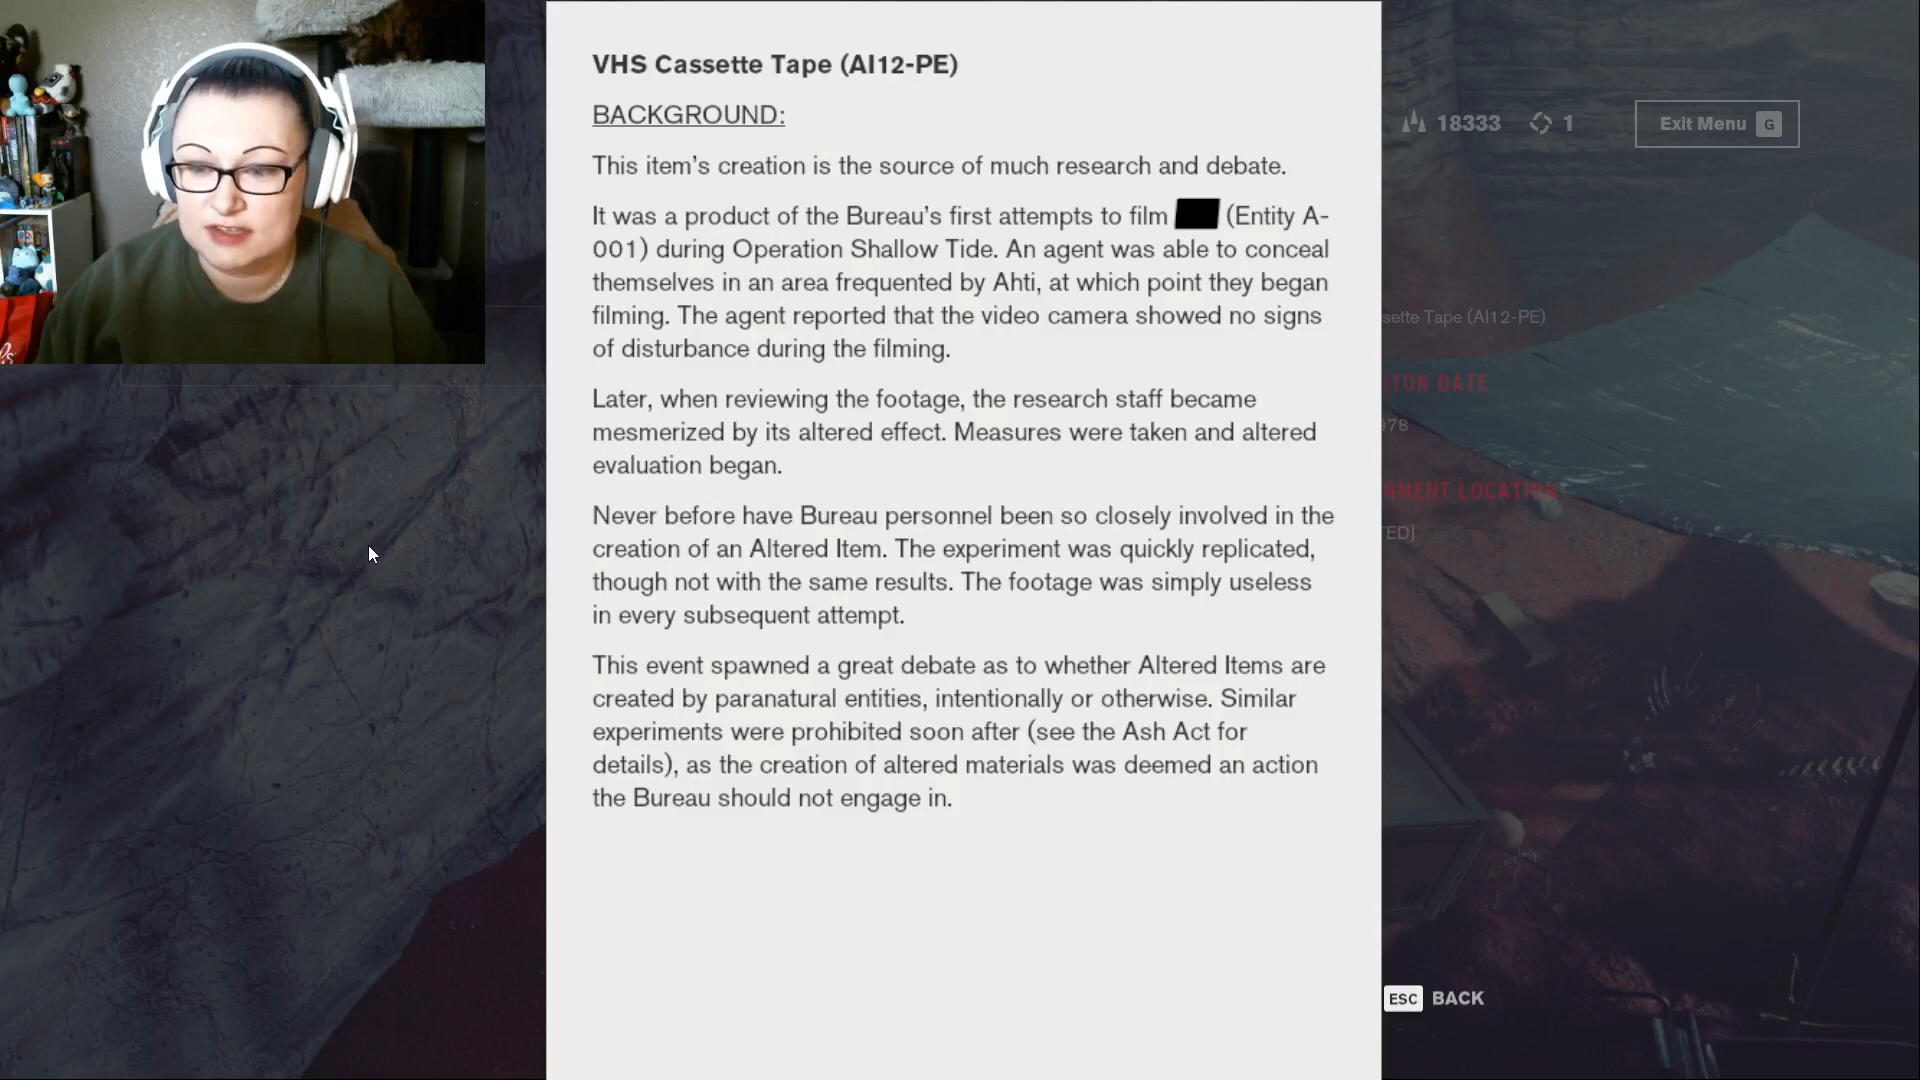 VHS Cassette Tape (AI12-PE)
BACKGROUND:
This item's creation is the source of much research and debate.
It was a product of the Bureau's first attempts to film (Entity A-
001) during Operation Shallow Tide. An agent was able to conceal
themselves in an area frequented by Ahti, at which point they began
filming. The agent reported that the video camera showed no signs
of disturbance during the filming.
Later, when reviewing the footage, the research staff became
mesmerized by its altered effect. Measures were taken and altered
evaluation began.
Never before have Bureau personnel been so closely involved in the
creation of an Altered Item. The experiment was quickly replicated,
though not with the same results. The footage was simply useless
in every subsequent attempt.
This event spawned a great debate as to whether Altered Items are
created by paranatural entities, intentionally or otherwise. Similar
experiments were prohibited soon after (see the Ash Act for
details), as the creation of altered materials was deemed an action
the Bureau should not engage in.
18333 1
Exit Menu G
ssette Tape (AI12-PE)
ITON DATE
978
NMENT LOCATION
TED]
ESC BACK